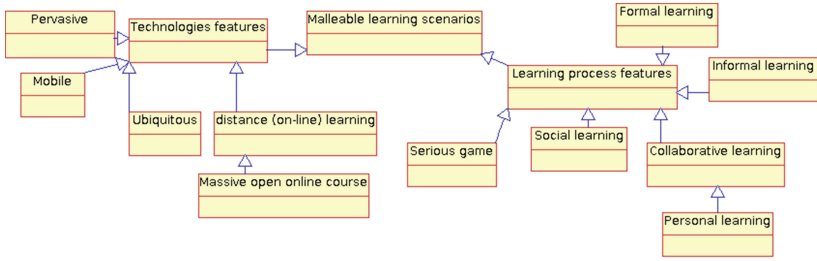 Pervasive
Technologies features
Malleable learning scenarios
Formal learning
Mobile
Learning process features
Informal learning
Ubiquitous
distance (on-line) learning
Serious game
Social learning
Collaborative learning
Massive open online course
Personal learning